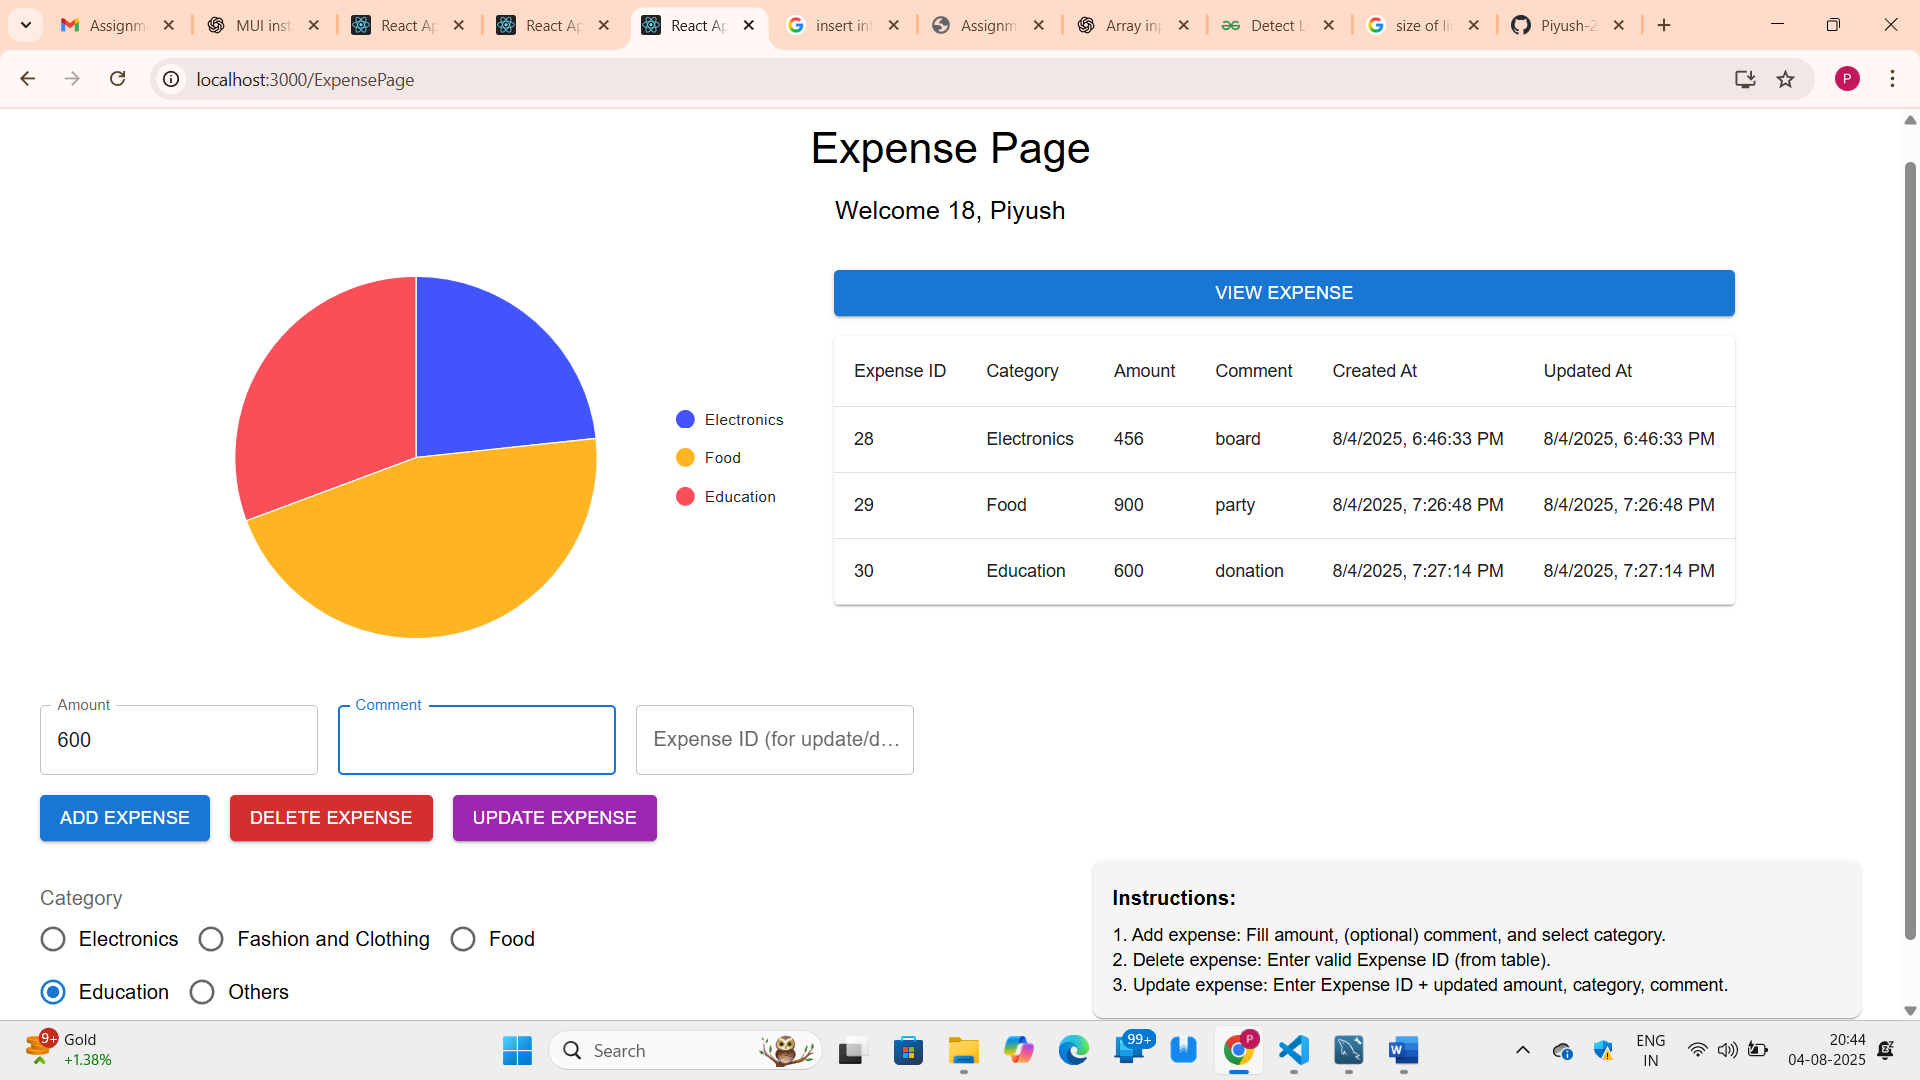 Assignm
MUI inst
React Ap
React Ap
React Ap
insert int
Assignm
Array inp
Detect Lo
size of li
Piyush-2
localhost:3000/ExpensePage
P
Expense Page
Welcome 18, Piyush
VIEW EXPENSE
Electronics
Food
Education
Expense ID Category Amount Comment Created At Updated At
28 Electronics 456 board 8/4/2025, 6:46:33 PM 8/4/2025, 6:46:33 PM
29 Food 900 party 8/4/2025, 7:26:48 PM 8/4/2025, 7:26:48 PM
30 Education 600 donation 8/4/2025, 7:27:14 PM 8/4/2025, 7:27:14 PM
Amount
600
Comment
Expense ID (for update/d...
ADD EXPENSE
DELETE EXPENSE
UPDATE EXPENSE
Category
Electronics Fashion and Clothing Food
Education Others
Instructions:
1. Add expense: Fill amount, (optional) comment, and select category.
2. Delete expense: Enter valid Expense ID (from table).
3. Update expense: Enter Expense ID + updated amount, category, comment.
9+
Gold
+1.38%
Search
99+
P
ENG
IN
20:44
04-08-2025